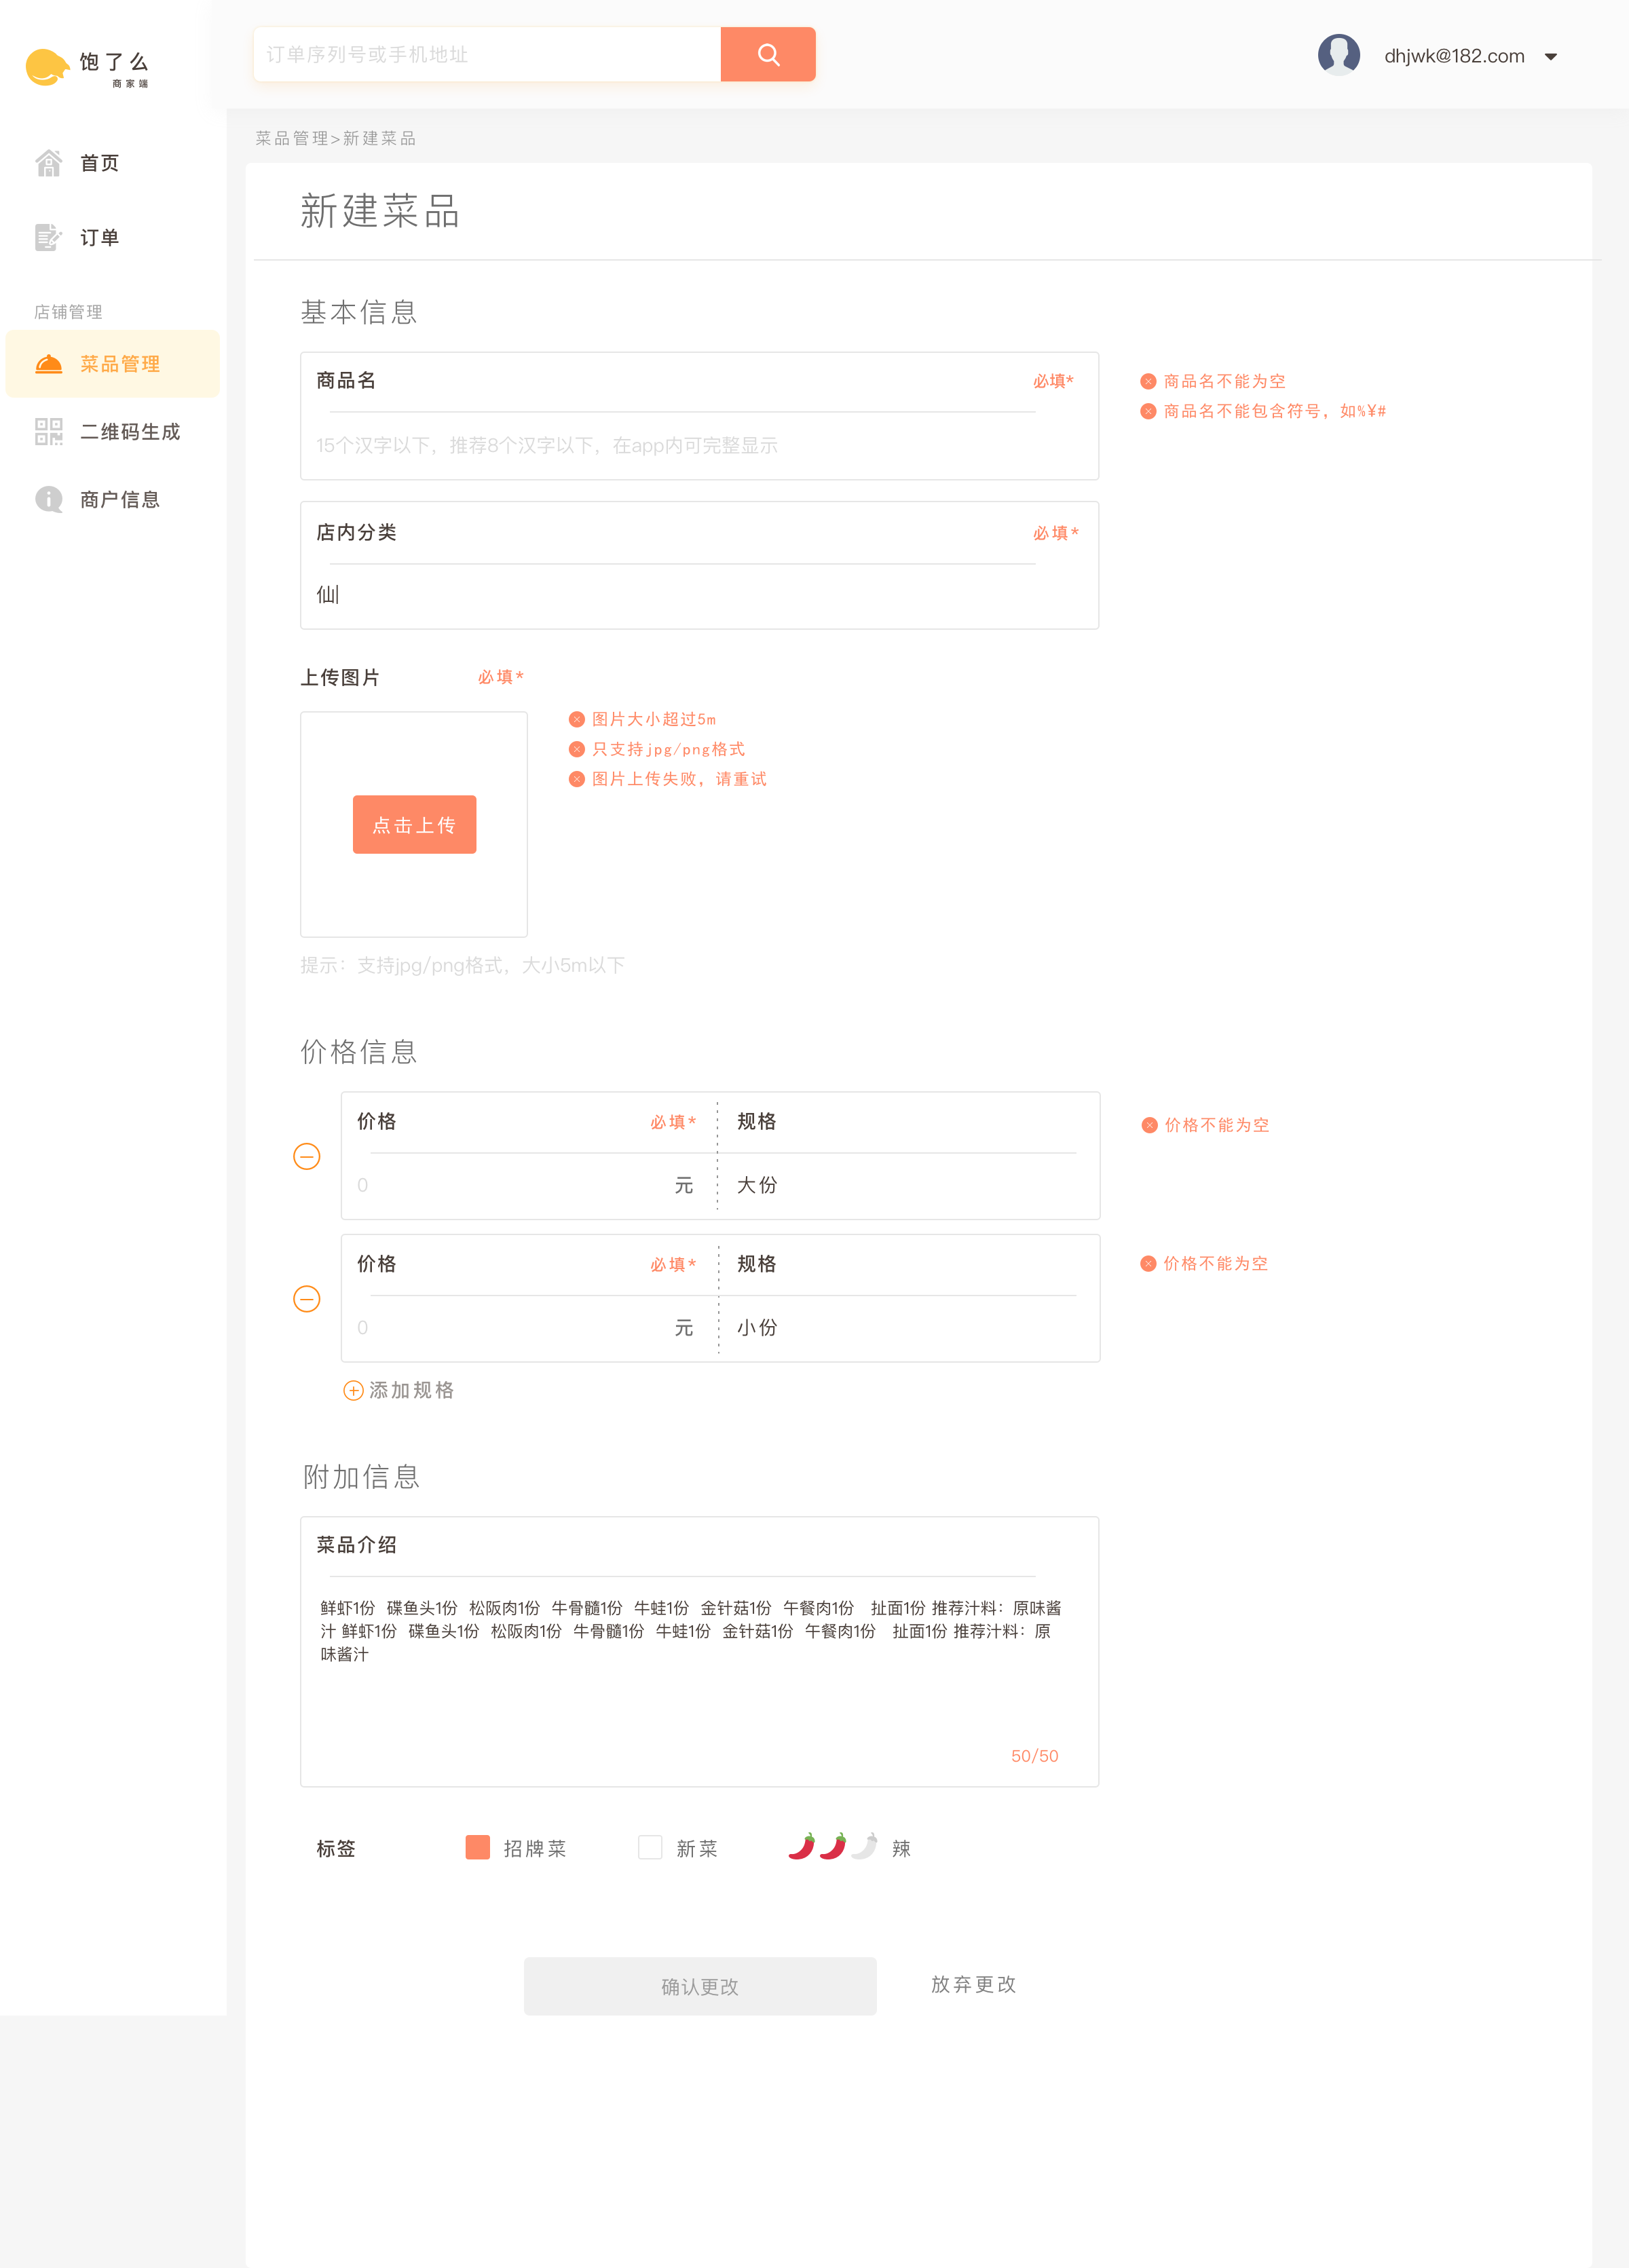 饱了么
商家端
订单序列号或手机地址
dhjwk@182.com
首页
订单
店铺管理
菜品管理
二维码生成
商户信息
菜品管理>新建菜品
新建菜品
基本信息
商品名 必填*
商品名不能为空
商品名不能包含符号，如%¥#
15个汉字以下，推荐8个汉字以下，在app内可完整显示
店内分类 必填*
仙
上传图片 必填*
图片大小超过5m
只支持jpg/png格式
图片上传失败，请重试
点击上传
提示：支持jpg/png格式，大小5m以下
价格信息
价格 必填* 规格
价格不能为空
0 元 大份
价格 必填* 规格
价格不能为空
0 元 小份
添加规格
附加信息
菜品介绍
鲜虾1份 碟鱼头1份 松阪肉1份 牛骨髓1份 牛蛙1份 金针菇1份 午餐肉1份 扯面1份 推荐汁料：原味酱
汁 鲜虾1份 碟鱼头1份 松阪肉1份 牛骨髓1份 牛蛙1份 金针菇1份 午餐肉1份 扯面1份 推荐汁料：原
味酱汁
50/50
标签 招牌菜 新菜 辣
确认更改 放弃更改